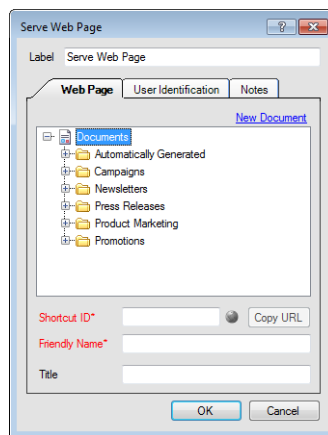 Serve Web Page
Label Serve Web Page
Web Page User Identification Notes
New Document
Documents
Automatically Generated
Campaigns
Newsletters
Press Releases
Product Marketing
Promotions
Shortcut ID* Copy URL
Friendly Name*
Title
OK Cancel